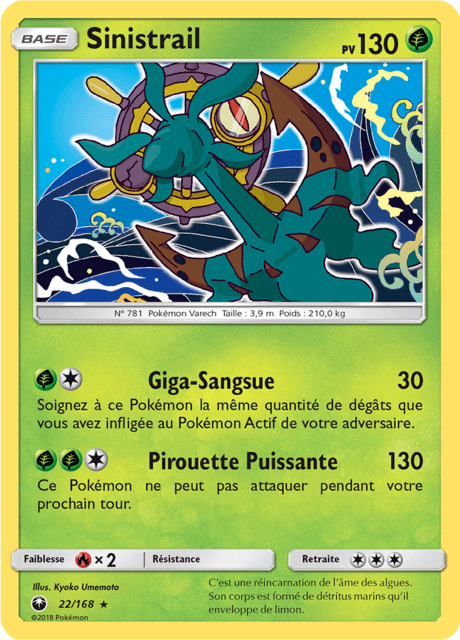 BASE Sinistrail PV 130
N° 781 Pokémon Varech Taille : 3,9 m Poids : 210,0 kg
Giga-Sangsue 30
Soignez à ce Pokémon la même quantité de dégâts que
vous avez infligée au Pokémon Actif de votre adversaire.
Pirouette Puissante 130
Ce Pokémon ne peut pas attaquer pendant votre
prochain tour.
Faiblesse × 2 Résistance Retraite
Illus. Kyoko Umemoto
22/168 ★
©2018 Pokémon
C'est une réincarnation de l'âme des algues.
Son corps est formé de détritus marins qu'il
enveloppe de limon.